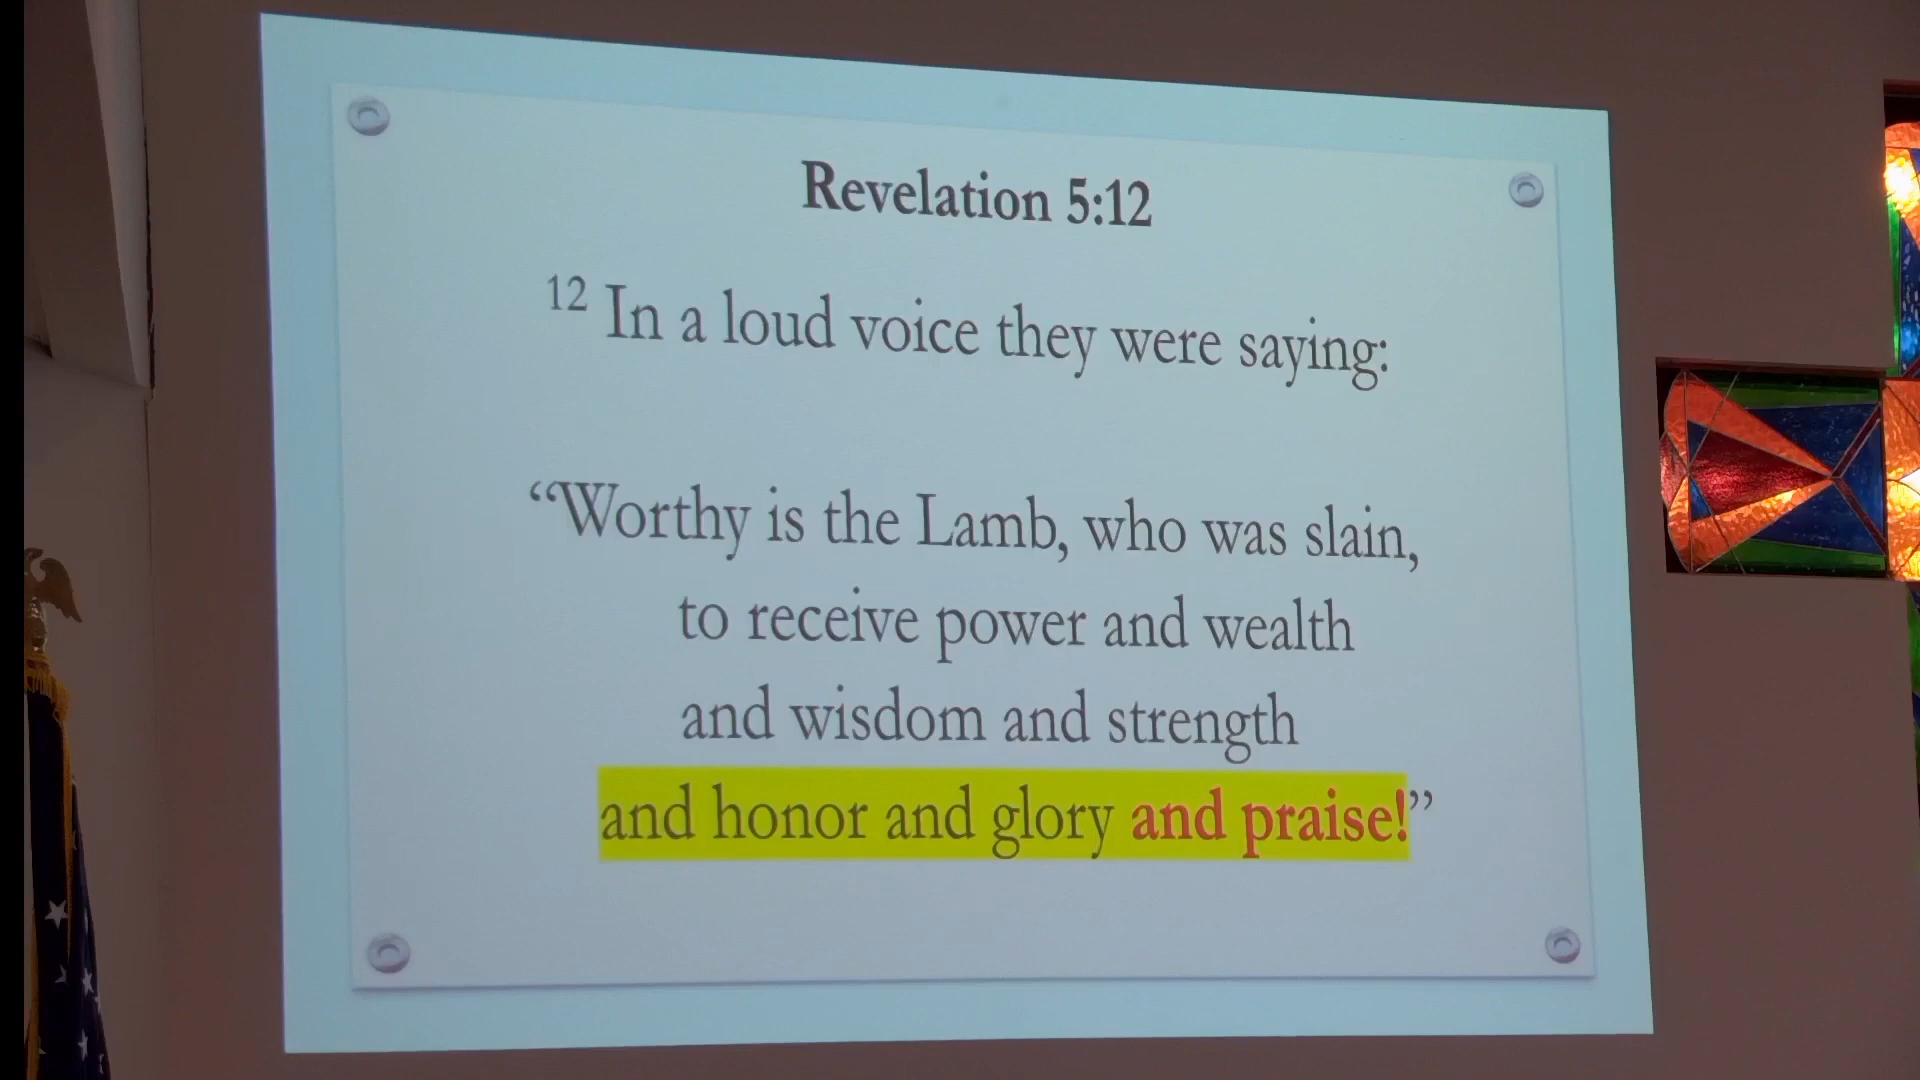 Revelation 5:12
12 In a loud voice they were saying:
“Worthy is the Lamb, who was slain,
to receive power and wealth
and wisdom and strength
and honor and glory and praise!”